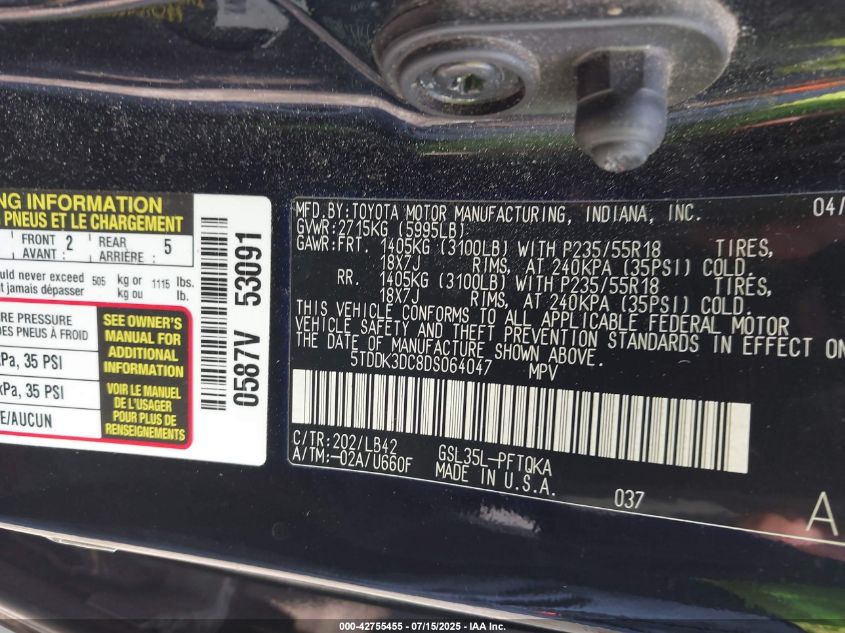 NG INFORMATION
PNEUS ET LE CHARGEMENT
FRONT 2 REAR 5
AVANT : ARRIÈRE :
ould never exceed 505 kg or 1115 lbs.
t jamais dépasser kg ou lb.
RE PRESSURE
DES PNEUS À FROID
kPa, 35 PSI
kPa, 35 PSI
E/AUCUN
SEE OWNER'S
MANUAL FOR
ADDITIONAL
INFORMATION
VOIR LE MANUEL
DE L'USAGER
POUR PLUS DE
RENSEIGNEMENTS
0587V 53091
MFD.BY:TOYOTA MOTOR MANUFACTURING, INDIANA, INC. 04/
GVWR:2715KG (5995LB)
GAWR:FRT. 1405KG (3100LB) WITH P235/55R18 TIRES,
18X7J RIMS, AT 240KPA (35PSI) COLD.
RR. 1405KG (3100LB) WITH P235/55R18 TIRES,
18X7J RIMS, AT 240KPA (35PSI) COLD.
THIS VEHICLE CONFORMS TO ALL APPLICABLE FEDERAL MOTOR
VEHICLE SAFETY AND THEFT PREVENTION STANDARDS IN EFFECT ON
THE DATE OF MANUFACTURE SHOWN ABOVE.
5TDDK3DC8DS064047 MPV
C/TR:202/LB42 GSL35L-PFTQKA
A/TM:-02A/U660F MADE IN U.S.A.
037
A
000-42755455 - 07/15/2025 - IAA Inc.